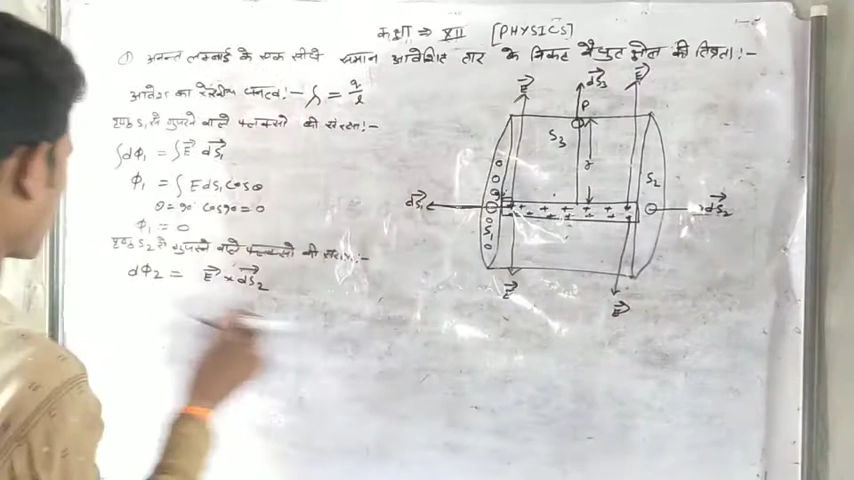 कक्षा ⇒ XII [PHYSICS]
① अनन्त लम्बाई के एक सीधे समान आवेशित तार के निकट वैधुत क्षेत्र की तिव्रता:-
आवेश का रेखीय घनत्व:- λ = q/l
पृष्ठ S₁ से गुजरने वाले फ्लक्सो की संख्या:-
∫dΦ₁ = ∫E⃗ dS⃗₁
Φ₁ = ∫ E ds₁ cosθ
θ = 90° cos90 = 0
Φ₁ = 0
पृष्ठ S₂ से गुजरने वाले फ्लक्सो की संख्या:-
dΦ₂ = E⃗ × dS⃗₂
E⃗ dS⃗₃ E⃗
P
S₃
r
S₂
dS⃗₁ dS⃗₂
+ + + + + + +
S₁
E⃗ E⃗